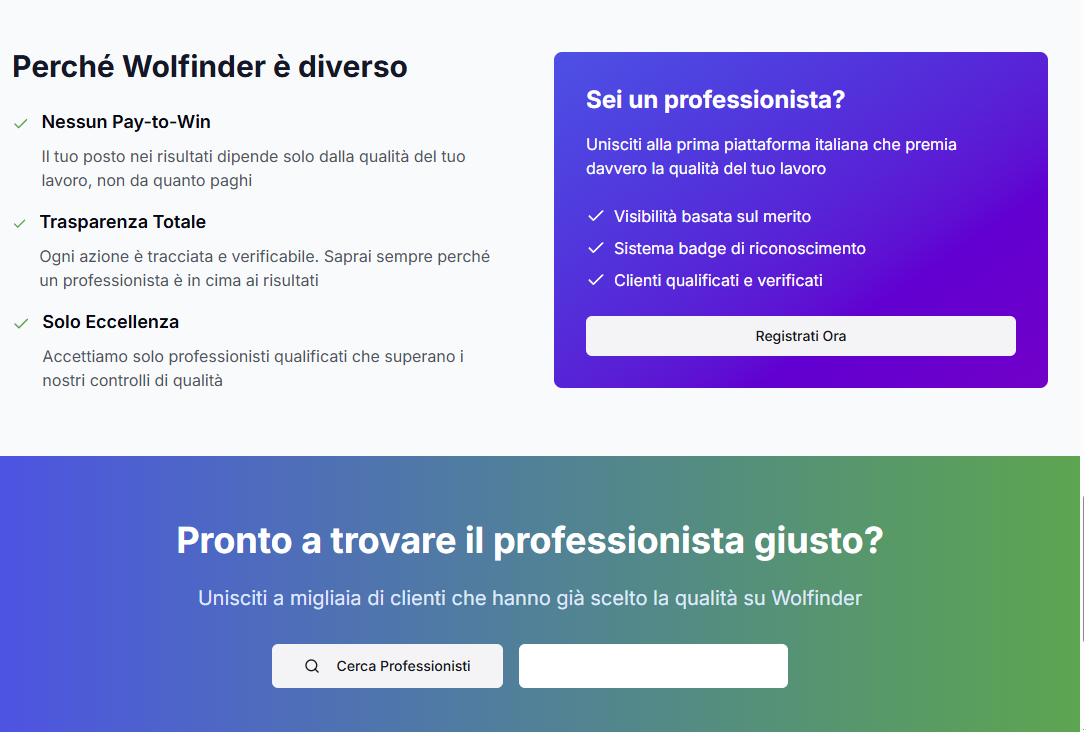 Perché Wolfinder è diverso
Nessun Pay-to-Win
Il tuo posto nei risultati dipende solo dalla qualità del tuo
lavoro, non da quanto paghi
Trasparenza Totale
Ogni azione è tracciata e verificabile. Saprai sempre perché
un professionista è in cima ai risultati
Solo Eccellenza
Accettiamo solo professionisti qualificati che superano i
nostri controlli di qualità
Sei un professionista?
Unisciti alla prima piattaforma italiana che premia
davvero la qualità del tuo lavoro
Visibilità basata sul merito
Sistema badge di riconoscimento
Clienti qualificati e verificati
Registrati Ora
Pronto a trovare il professionista giusto?
Unisciti a migliaia di clienti che hanno già scelto la qualità su Wolfinder
Cerca Professionisti